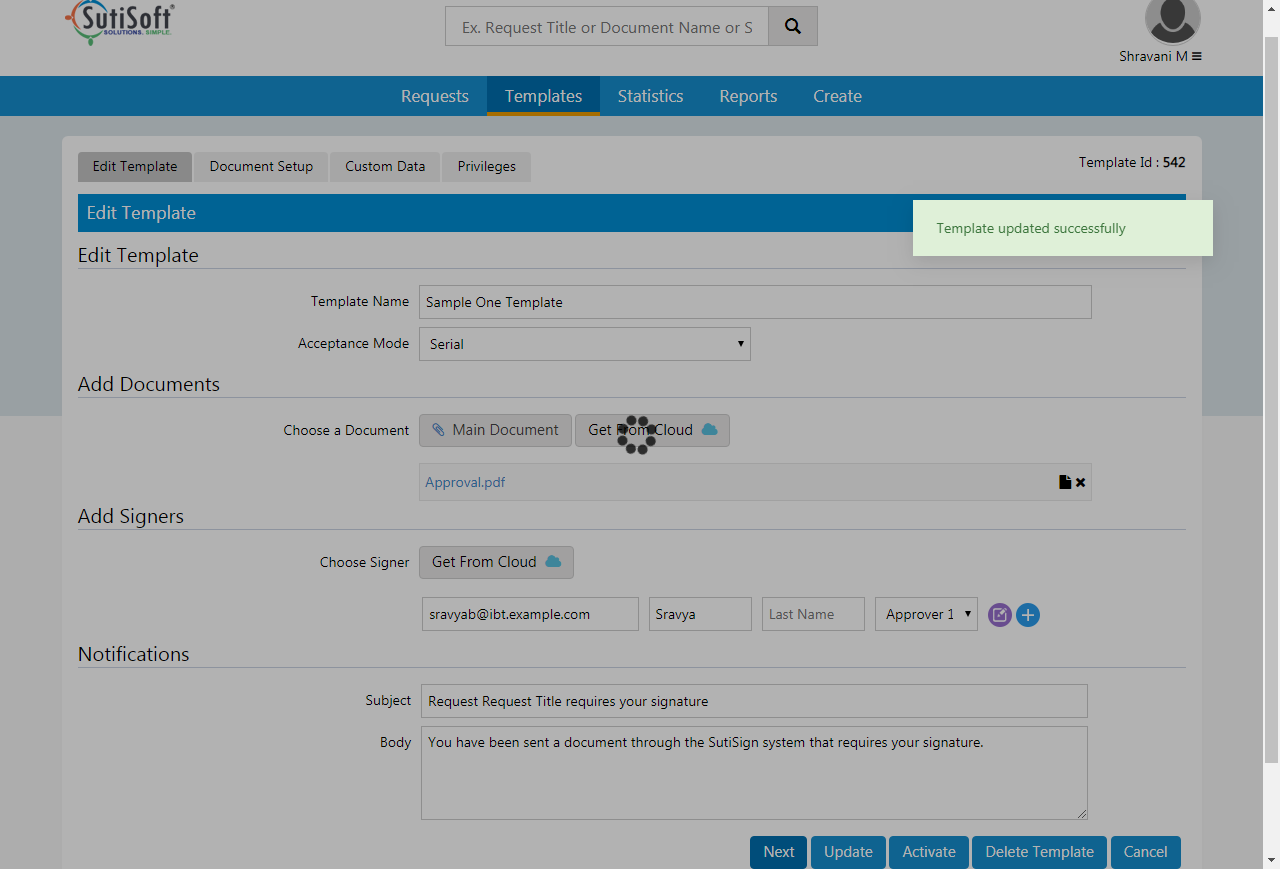 SutiSoft®
SOLUTIONS. SIMPLE.
Ex. Request Title or Document Name or S
Shravani M
Requests Templates Statistics Reports Create
Edit Template Document Setup Custom Data Privileges
Template Id : 542
Edit Template
Template updated successfully
Edit Template
Template Name Sample One Template
Acceptance Mode Serial
Add Documents
Choose a Document Main Document Get From Cloud
Approval.pdf
Add Signers
Choose Signer Get From Cloud
sravyab@ibt.example.com Sravya Last Name Approver 1
Notifications
Subject Request Request Title requires your signature
Body You have been sent a document through the SutiSign system that requires your signature.
Next Update Activate Delete Template Cancel